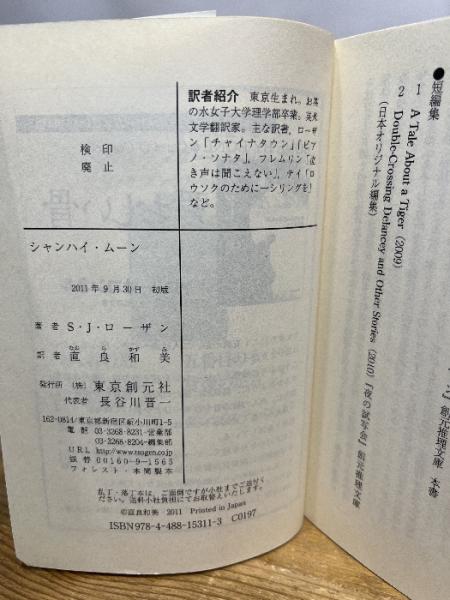 ●短編集
1 A Tale About a Tiger (2009)
2 Double-Crossing Delancey and Other Stories (2010)『夜の試写会』創元推理文庫
(日本オリジナル編集)
創元推理文庫 本書
訳者紹介 東京生まれ。お茶
の水女子大学理学部卒業。英米
文学翻訳家。主な訳書、ローザ
ン「チャイナタウン」「ピア
ノ・ソナタ」、フレムリン「泣
き声は聞こえない」、テイ「ロ
ウソクのために一シリングを」
など。
検印
廃止
シャンハイ・ムーン
2011年9月30日 初版
著者 S・J・ローザン
訳者 直良和美
発行所 (株) 東京創元社
代表者 長谷川晋一
162-0814/東京都新宿区新小川町1-5
電話 03・3268・8231-営業部
03・3268・8204-編集部
URL http://www.tsogen.co.jp
振替 00160-9-1565
フォレスト・本間製本
乱丁・落丁本は、ご面倒ですが小社までご送付く
ださい。送料小社負担にてお取替えいたします。
©直良和美 2011 Printed in Japan
ISBN978-4-488-15311-3 C0197